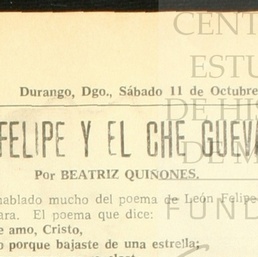 CENT
ESTU
DE HIS
DE M
FUND
Durango, Dgo., Sábado 11 de Octubre
FELIPE Y EL CHE GUEVA
Por BEATRIZ QUIÑONES.
hablado mucho del poema de León Felipe
ara. El poema que dice:
e amo, Cristo,
o porque bajaste de una estrella;